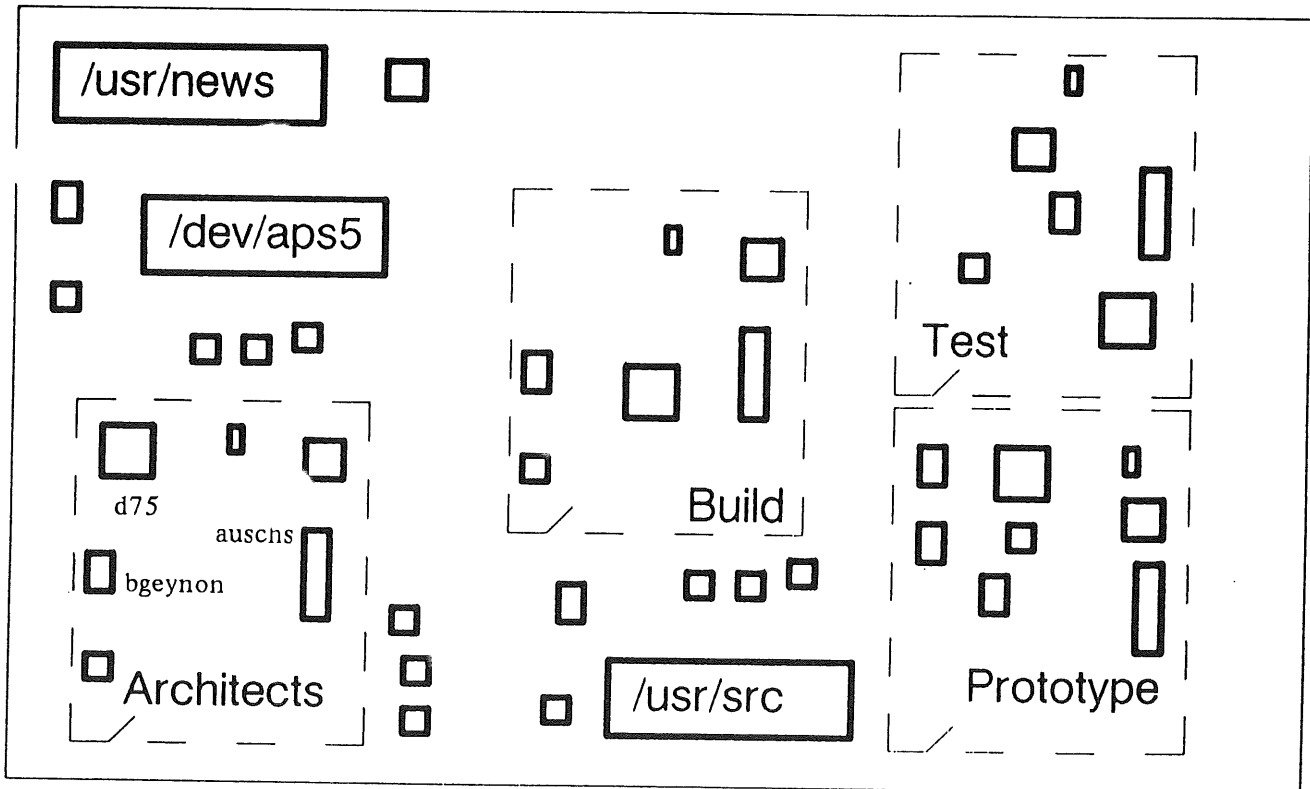 /usr/news
/dev/aps5
Test
d75
auschs
Build
bgeynon
Architects
/usr/src
Prototype